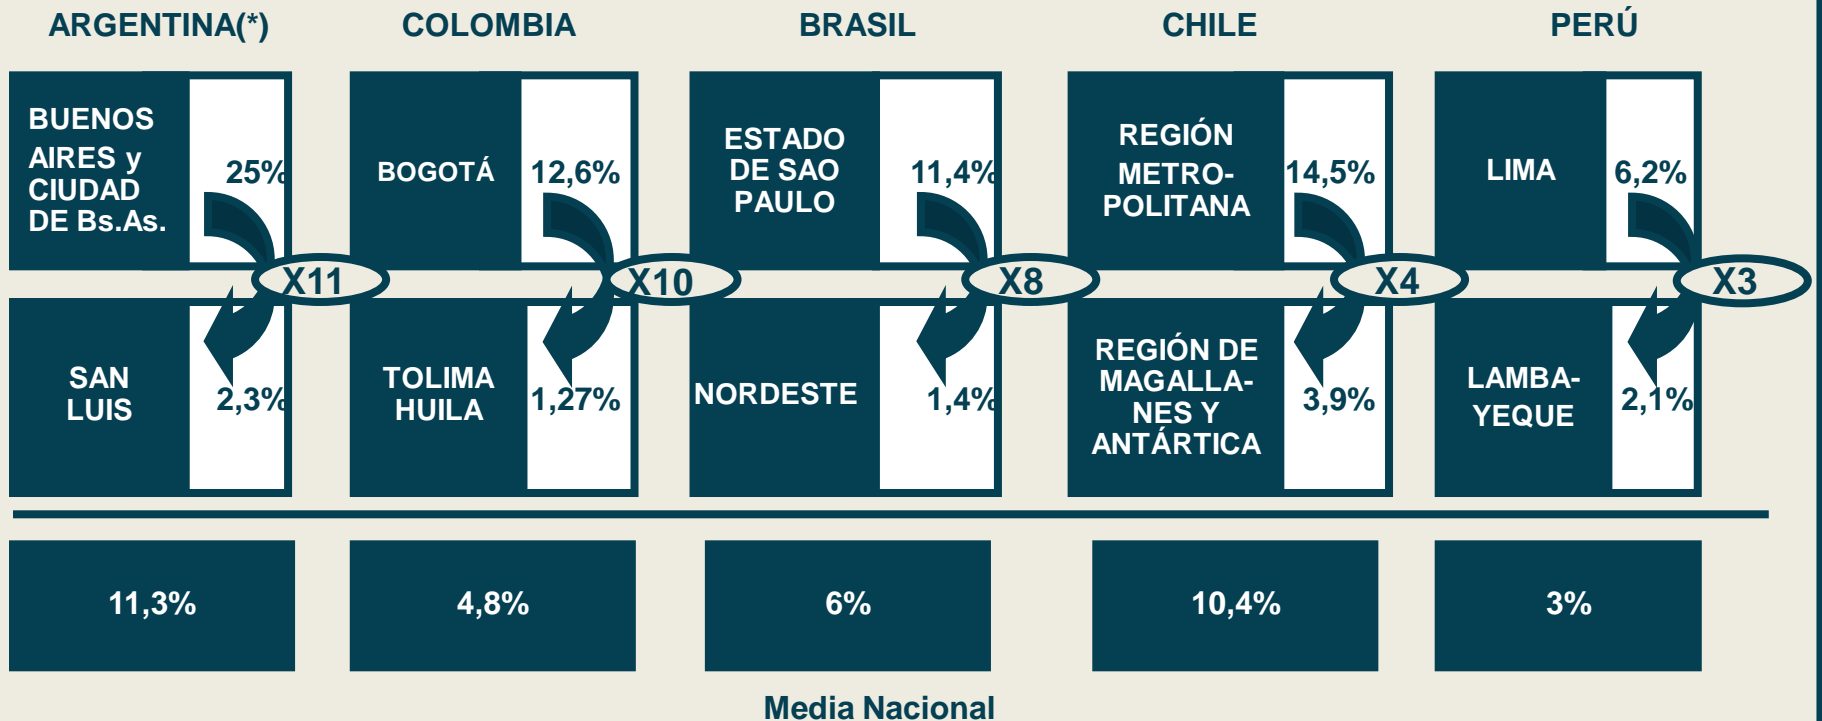 ARGENTINA(*)
COLOMBIA
BRASIL
CHILE
PERÚ
BUENOS
AIRES y
CIUDAD
DE Bs.As.
25%
BOGOTÁ
12,6%
ESTADO
DE SAO
PAULO
11,4%
REGIÓN
METRO-
POLITANA
14,5%
LIMA
6,2%
X11
X10
X8
X4
X3
SAN
LUIS
2,3%
TOLIMA
HUILA
1,27%
NORDESTE
1,4%
REGIÓN DE
MAGALLA-
NES Y
ANTÁRTICA
3,9%
LAMBA-
YEQUE
2,1%
11,3%
4,8%
6%
10,4%
3%
Media Nacional